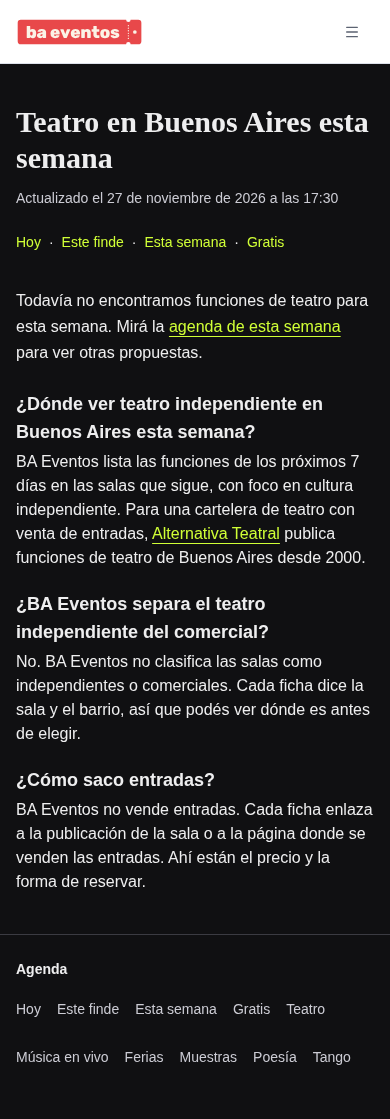 ba eventos
Teatro en Buenos Aires esta
semana
Actualizado el 27 de noviembre de 2026 a las 17:30
Hoy · Este finde · Esta semana · Gratis
Todavía no encontramos funciones de teatro para
esta semana. Mirá la agenda de esta semana
para ver otras propuestas.
¿Dónde ver teatro independiente en
Buenos Aires esta semana?
BA Eventos lista las funciones de los próximos 7
días en las salas que sigue, con foco en cultura
independiente. Para una cartelera de teatro con
venta de entradas, Alternativa Teatral publica
funciones de teatro de Buenos Aires desde 2000.
¿BA Eventos separa el teatro
independiente del comercial?
No. BA Eventos no clasifica las salas como
independientes o comerciales. Cada ficha dice la
sala y el barrio, así que podés ver dónde es antes
de elegir.
¿Cómo saco entradas?
BA Eventos no vende entradas. Cada ficha enlaza
a la publicación de la sala o a la página donde se
venden las entradas. Ahí están el precio y la
forma de reservar.
Agenda
Hoy Este finde Esta semana Gratis Teatro
Música en vivo Ferias Muestras Poesía Tango